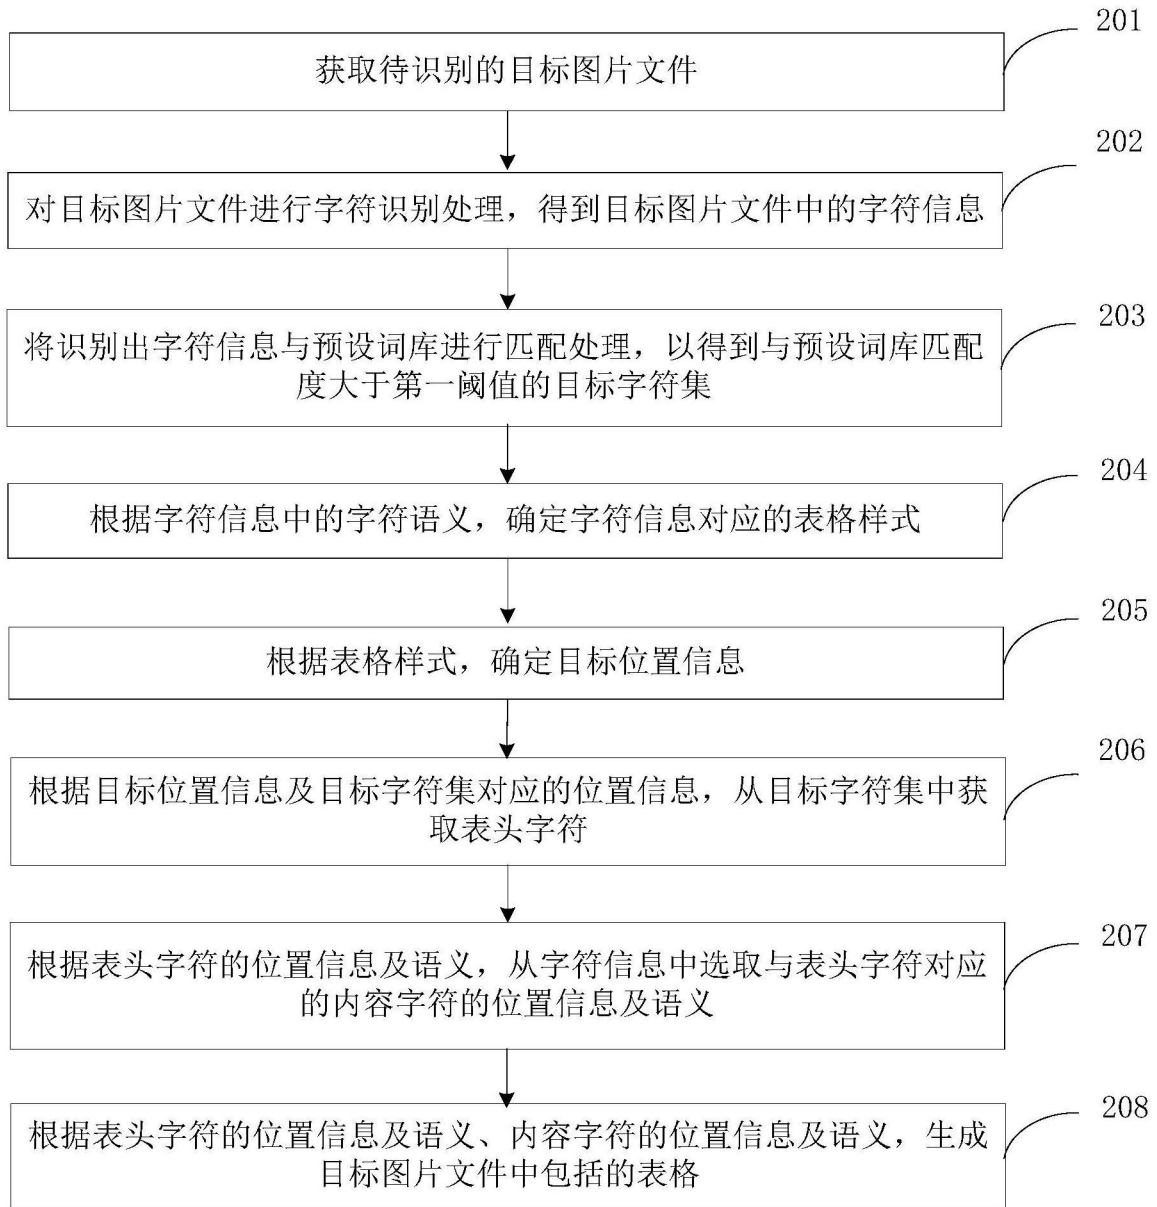 201
获取待识别的目标图片文件
202
对目标图片文件进行字符识别处理，得到目标图片文件中的字符信息
203
将识别出字符信息与预设词库进行匹配处理，以得到与预设词库匹配
度大于第一阈值的目标字符集
204
根据字符信息中的字符语义，确定字符信息对应的表格样式
205
根据表格样式，确定目标位置信息
206
根据目标位置信息及目标字符集对应的位置信息，从目标字符集中获
取表头字符
207
根据表头字符的位置信息及语义，从字符信息中选取与表头字符对应
的内容字符的位置信息及语义
208
根据表头字符的位置信息及语义、内容字符的位置信息及语义，生成
目标图片文件中包括的表格